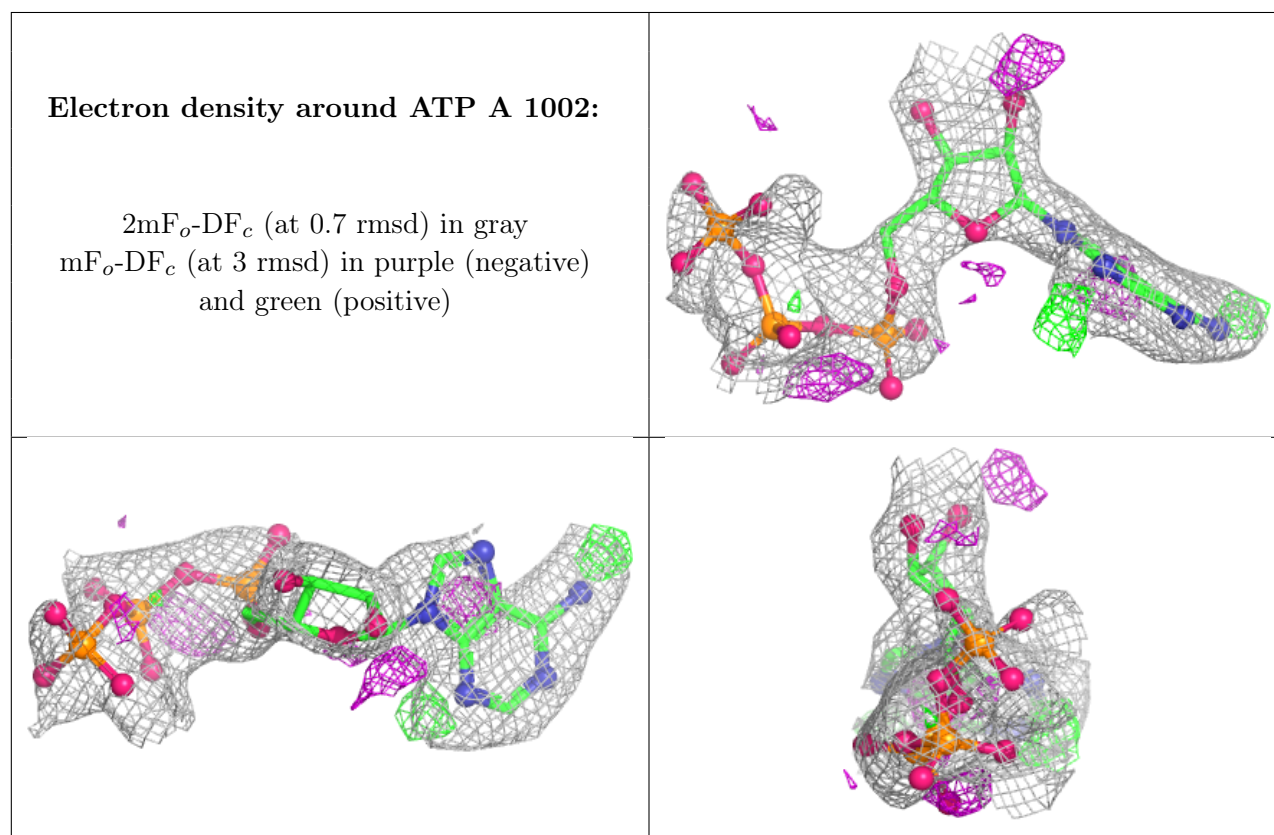 Electron density around ATP A 1002:
2mFo-DFc (at 0.7 rmsd) in gray
mFo-DFc (at 3 rmsd) in purple (negative)
and green (positive)